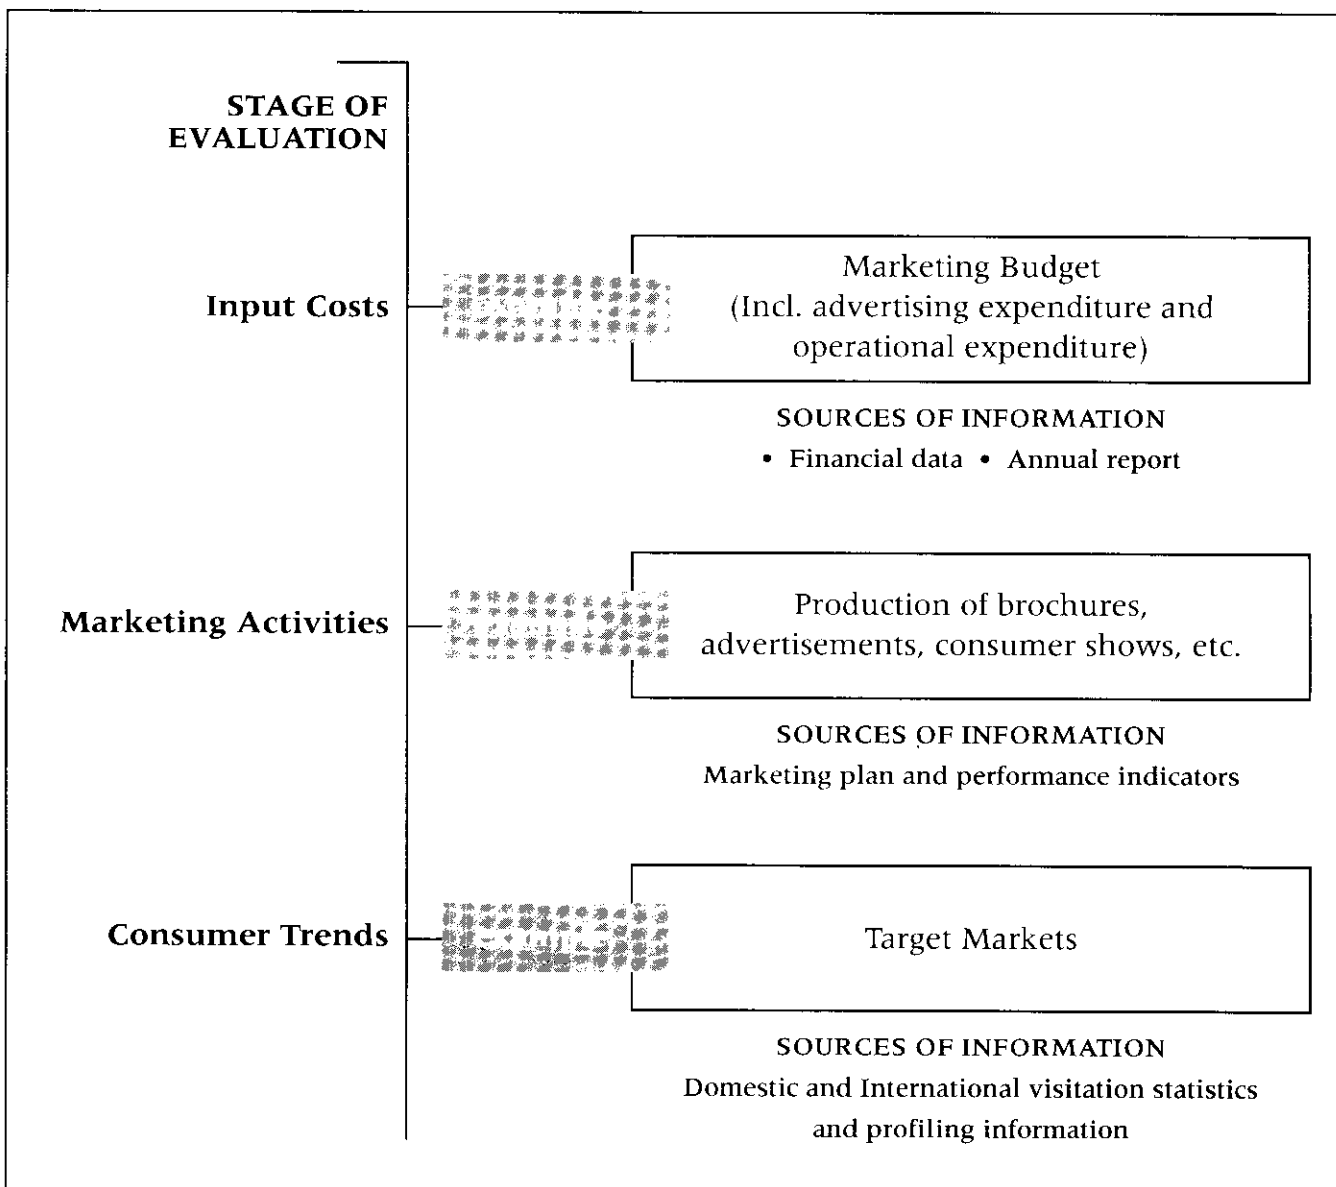 STAGE OF
EVALUATION
Input Costs
Marketing Budget
(Incl. advertising expenditure and
operational expenditure)
SOURCES OF INFORMATION
• Financial data • Annual report
Marketing Activities
Production of brochures,
advertisements, consumer shows, etc.
SOURCES OF INFORMATION
Marketing plan and performance indicators
Consumer Trends
Target Markets
SOURCES OF INFORMATION
Domestic and International visitation statistics
and profiling information